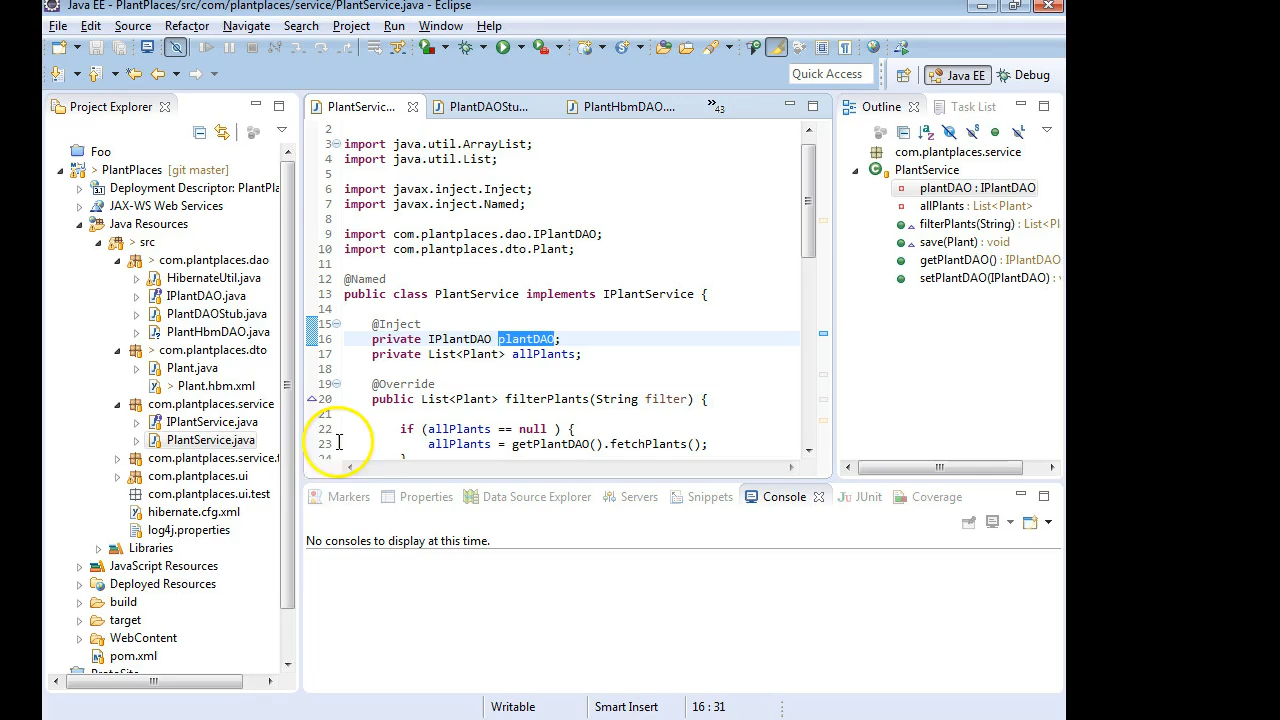 Java EE - PlantPlaces/src/com/plantplaces/service/PlantService.java - Eclipse
File Edit Source Refactor Navigate Search Project Run Window Help
Quick Access
Java EE
Debug
Project Explorer
Foo
> PlantPlaces [git master]
Deployment Descriptor: PlantPla
JAX-WS Web Services
Java Resources
> src
> com.plantplaces.dao
HibernateUtil.java
IPlantDAO.java
PlantDAOStub.java
PlantHbmDAO.java
> com.plantplaces.dto
Plant.java
> Plant.hbm.xml
com.plantplaces.service
IPlantService.java
PlantService.java
com.plantplaces.service.t
com.plantplaces.ui
com.plantplaces.ui.test
hibernate.cfg.xml
log4j.properties
Libraries
JavaScript Resources
Deployed Resources
build
target
WebContent
pom.xml
PlantServic...
PlantDAOStu...
PlantHbmDAO....
»43
2
3 import java.util.ArrayList;
4 import java.util.List;
5
6 import javax.inject.Inject;
7 import javax.inject.Named;
8
9 import com.plantplaces.dao.IPlantDAO;
10 import com.plantplaces.dto.Plant;
11
12 @Named
13 public class PlantService implements IPlantService {
14
15 @Inject
16 private IPlantDAO plantDAO;
17 private List<Plant> allPlants;
18
19 @Override
20 public List<Plant> filterPlants(String filter) {
21
22 if (allPlants == null ) {
23 allPlants = getPlantDAO().fetchPlants();
24 }
Outline
Task List
com.plantplaces.service
PlantService
plantDAO : IPlantDAO
allPlants : List<Plant>
filterPlants(String) : List<Pl
save(Plant) : void
getPlantDAO() : IPlantDAO
setPlantDAO(IPlantDAO) :
Markers
Properties
Data Source Explorer
Servers
Snippets
Console
JUnit
Coverage
No consoles to display at this time.
Writable
Smart Insert
16 : 31